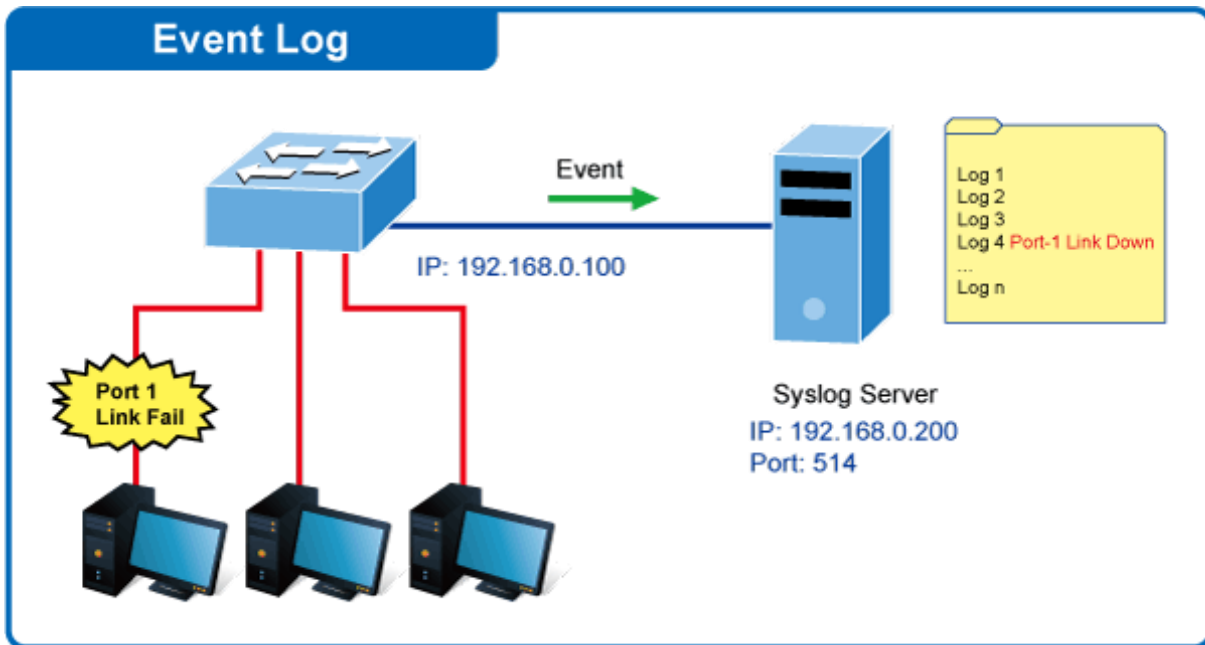 Event Log
Event
IP: 192.168.0.100
Port 1
Link Fail
Log 1
Log 2
Log 3
Log 4 Port-1 Link Down
...
Log n
Syslog Server
IP: 192.168.0.200
Port: 514